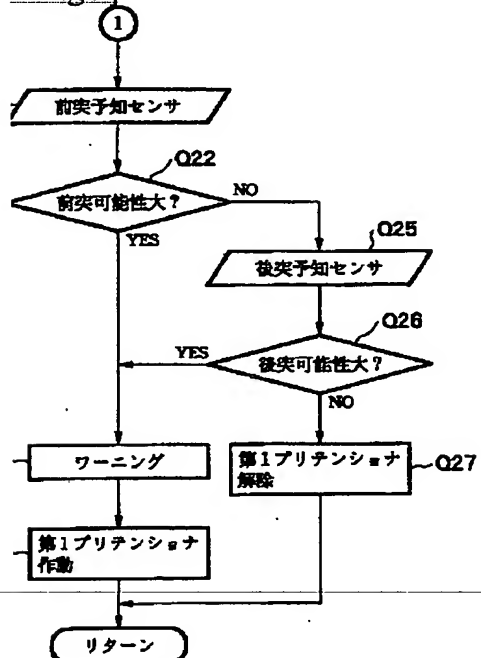 1
前突予知センサ
Q22
前突可能性大？
NO
YES
Q25
後突予知センサ
Q26
後突可能性大？
YES
NO
ワーニング
第1プリテンショナ
解除
Q27
第1プリテンショナ
作動
リターン